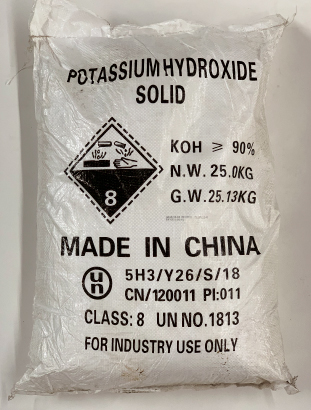 POTASSIUM HYDROXIDE
SOLID
KOH ≥ 90%
N.W. 25.0KG
G.W. 25.13KG
8
MADE IN CHINA
un 5H3/Y26/S/18
CN/120011 PI:011
CLASS: 8 UN NO.1813
FOR INDUSTRY USE ONLY